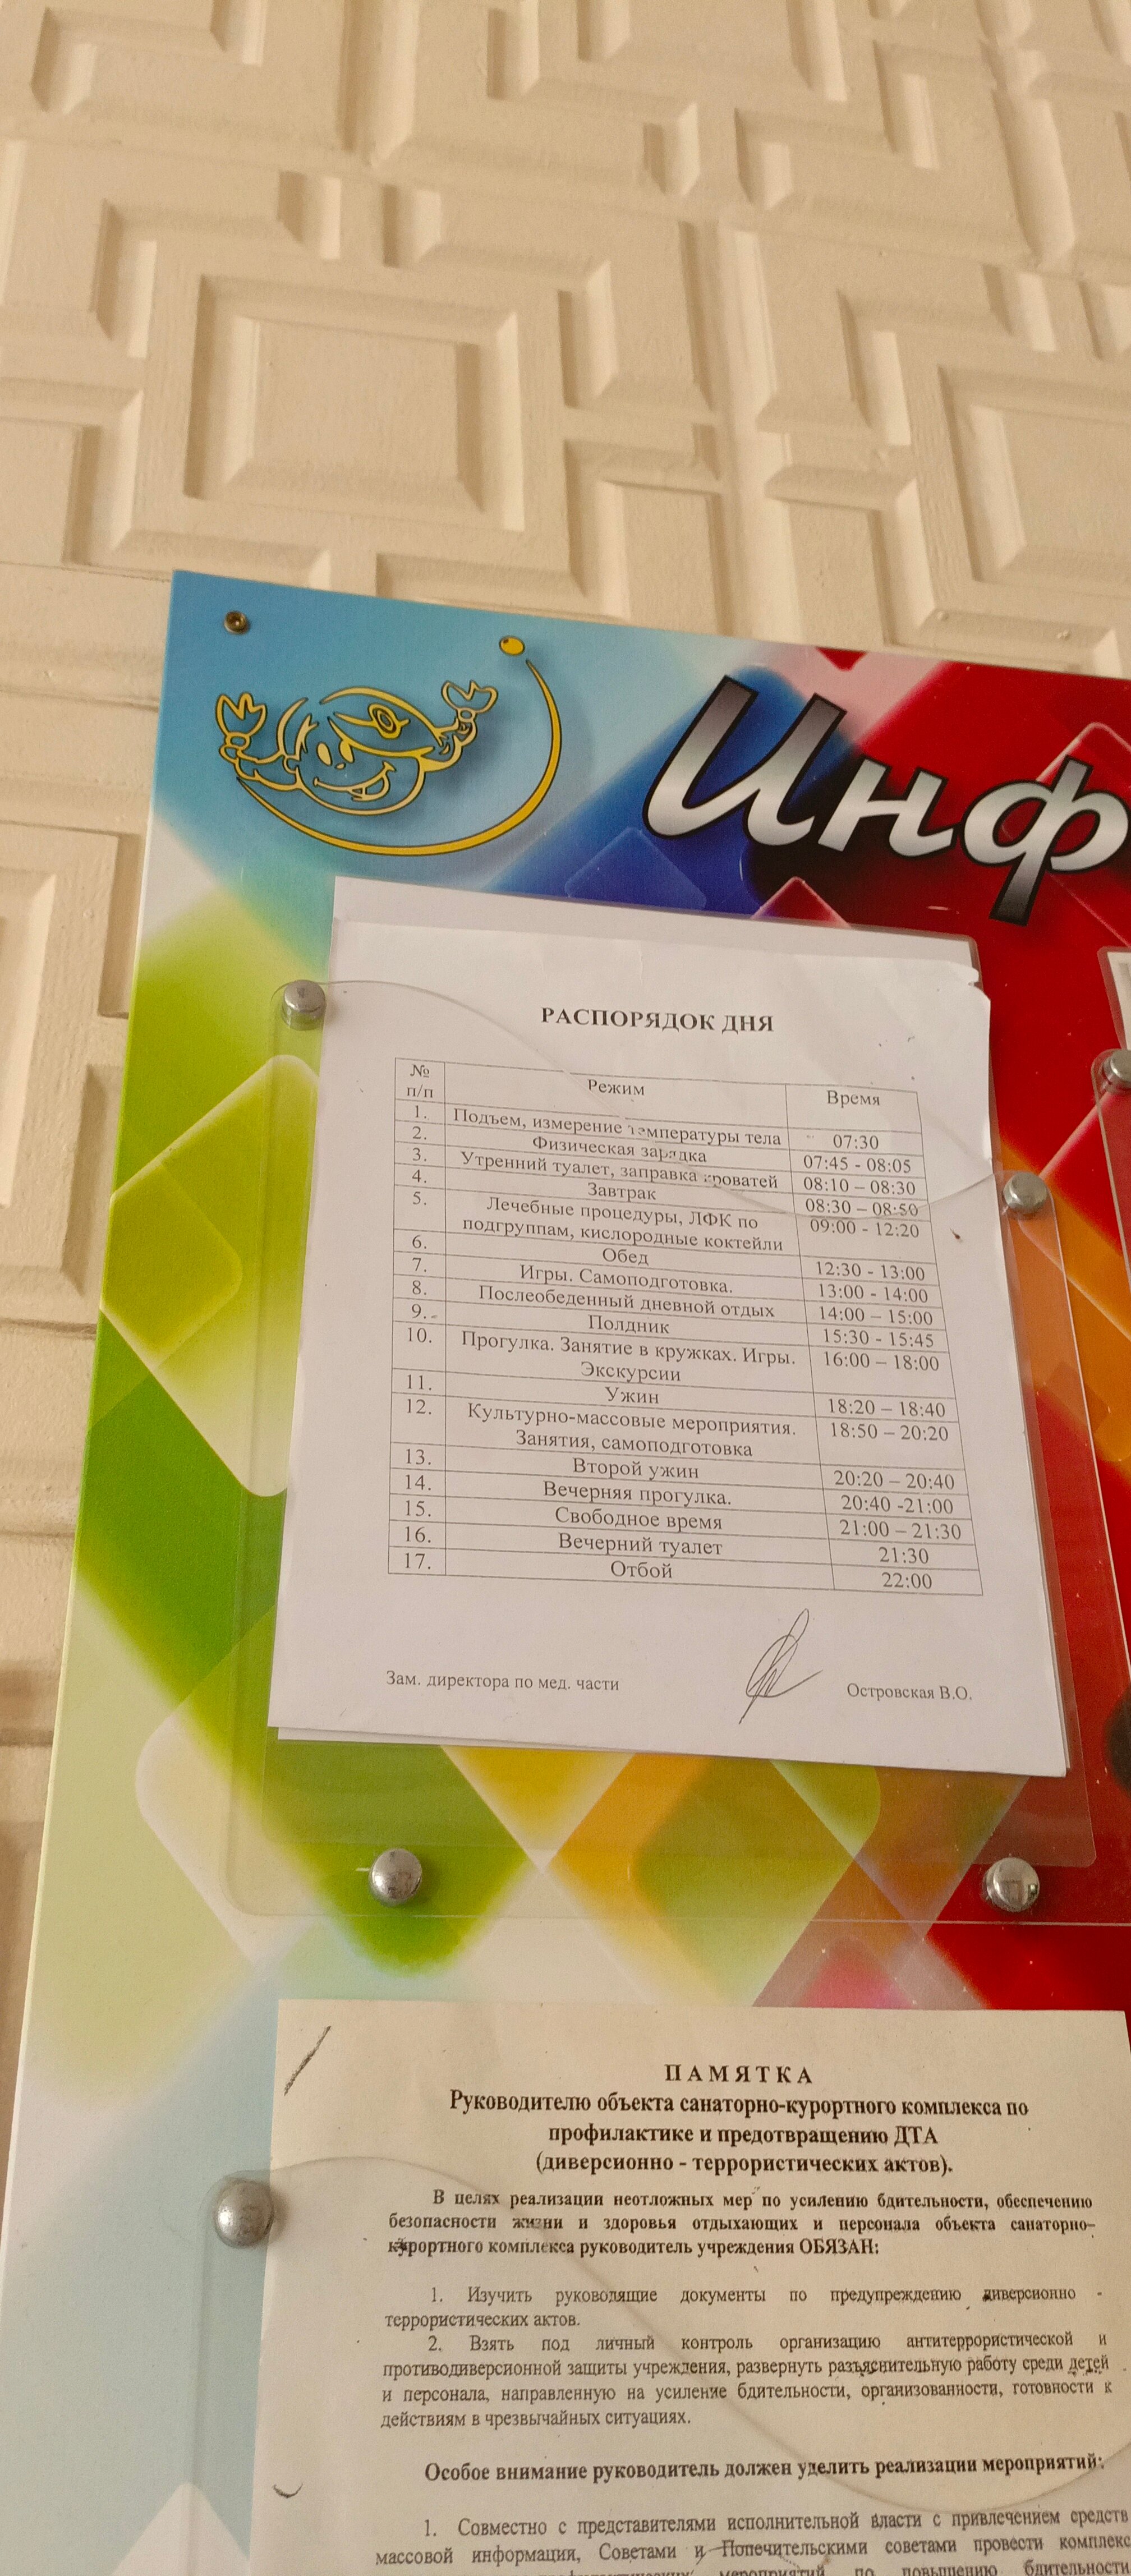 Инф
РАСПОРЯДОК ДНЯ
№ п/п Режим Время
1. Подъем, измерение температуры тела 07:30
2. Физическая зарядка 07:45 - 08:05
3. Утренний туалет, заправка кроватей 08:10 – 08:30
4. Завтрак 08:30 – 08:50
5. Лечебные процедуры, ЛФК по 09:00 - 12:20
подгруппам, кислородные коктейли
6. Обед 12:30 - 13:00
7. Игры. Самоподготовка. 13:00 - 14:00
8. Послеобеденный дневной отдых 14:00 – 15:00
9. Полдник 15:30 - 15:45
10. Прогулка. Занятие в кружках. Игры. 16:00 – 18:00
Экскурсии
11. Ужин 18:20 – 18:40
12. Культурно-массовые мероприятия. 18:50 – 20:20
Занятия, самоподготовка
13. Второй ужин 20:20 – 20:40
14. Вечерняя прогулка. 20:40 -21:00
15. Свободное время 21:00 – 21:30
16. Вечерний туалет 21:30
17. Отбой 22:00
Зам. директора по мед. части Островская В.О.
ПАМЯТКА
Руководителю объекта санаторно-курортного комплекса по
профилактике и предотвращению ДТА
(диверсионно - террористических актов).
В целях реализации неотложных мер по усилению бдительности, обеспечению
безопасности жизни и здоровья отдыхающих и персонала объекта санаторно–
курортного комплекса руководитель учреждения ОБЯЗАН:
1. Изучить руководящие документы по предупреждению диверсионно -
террористических актов.
2. Взять под личный контроль организацию антитеррористической и
противодиверсионной защиты учреждения, развернуть разъяснительную работу среди детей
и персонала, направленную на усиление бдительности, организованности, готовности к
действиям в чрезвычайных ситуациях.
Особое внимание руководитель должен уделить реализации мероприятий:
1. Совместно с представителями исполнительной власти с привлечением средств
массовой информации, Советами и Попечительскими советами провести комплекс
мероприятий по повышению бдительности